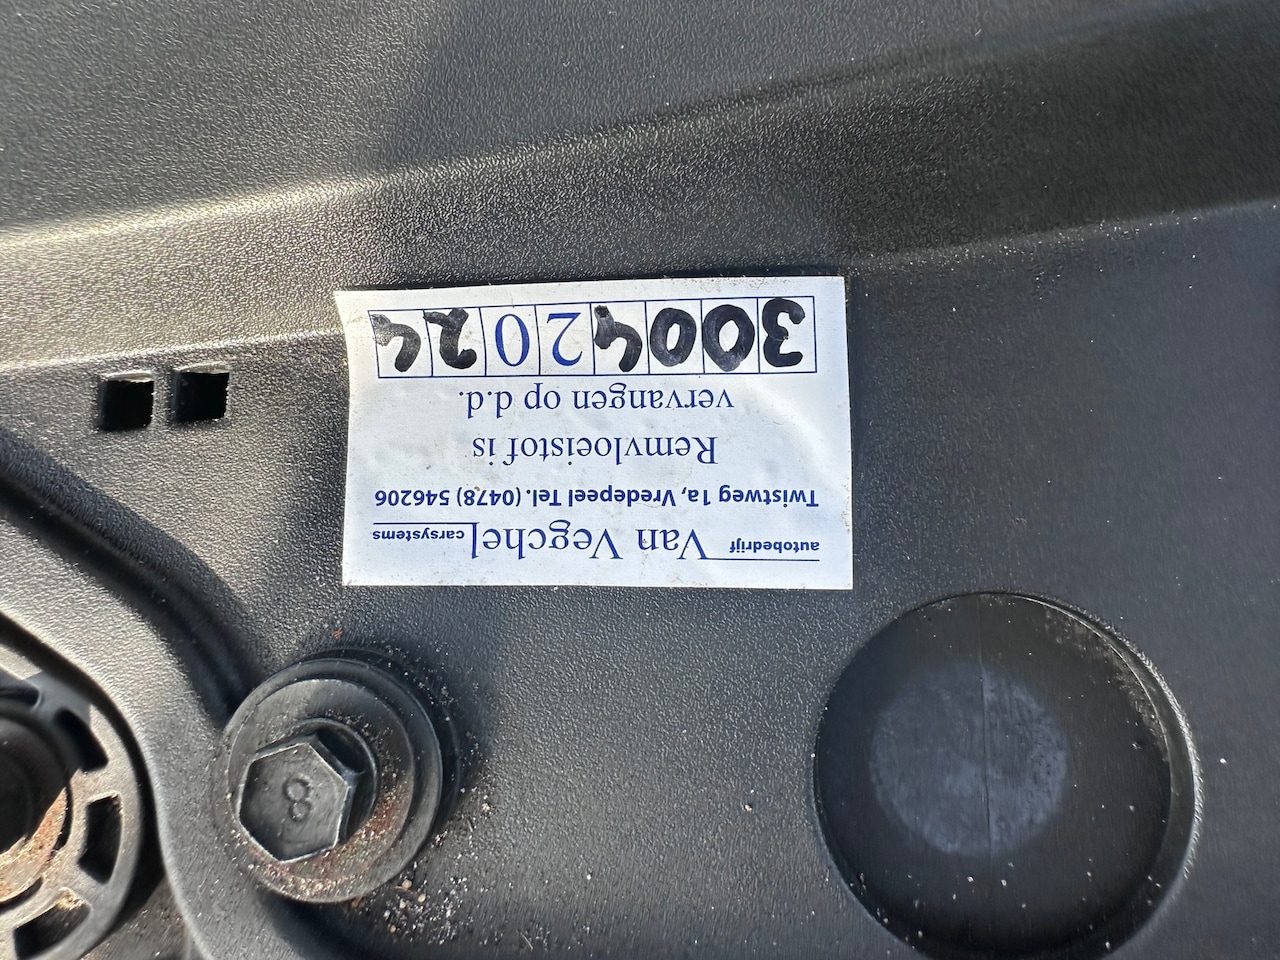 autobedrijf Van Vegchel carsystems
Twistweg 1a, Vredepeel Tel. (0478) 546206
Remvloeistof is
vervangen op d.d.
30042024
8